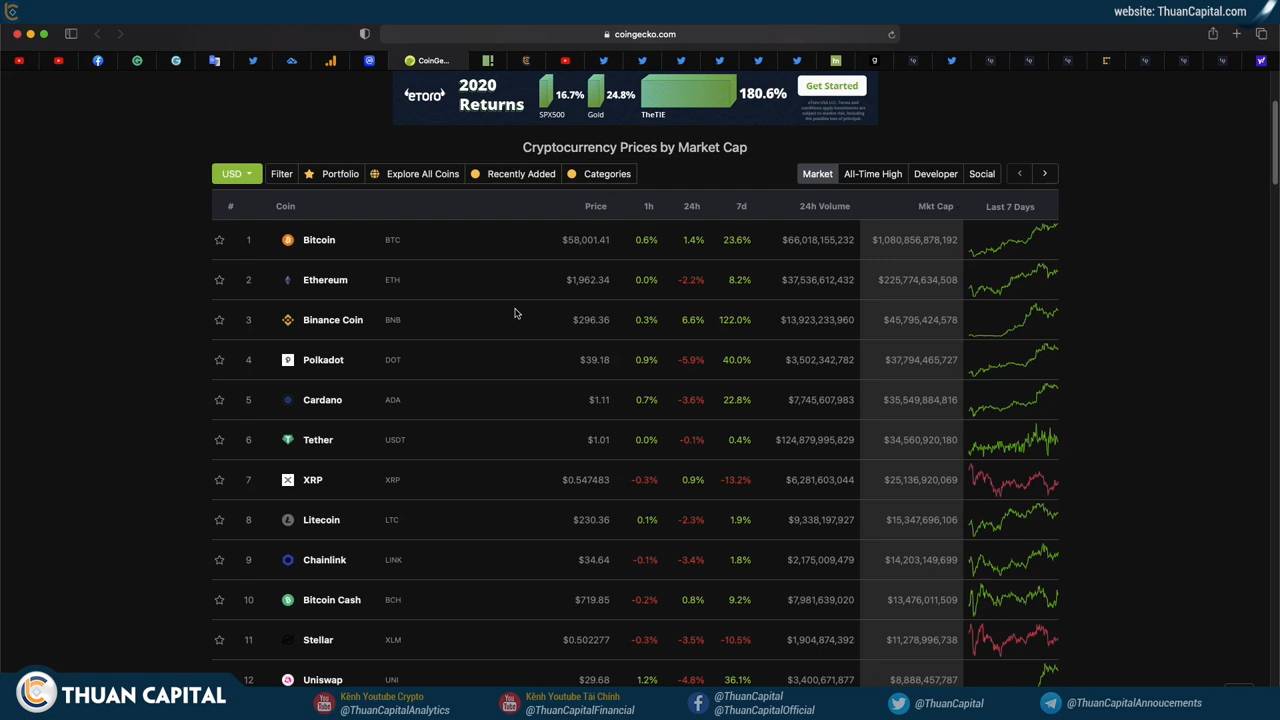 website: ThuanCapital.com
coingecko.com
CoinGe...
eToro
2020
Returns
16.7%
SPX500
24.8%
Gold
180.6%
TheTIE
Get Started
Cryptocurrency Prices by Market Cap
USD Filter Portfolio Explore All Coins Recently Added Categories Market All-Time High Developer Social
# Coin Price 1h 24h 7d 24h Volume Mkt Cap Last 7 Days
1 Bitcoin BTC $58,001.41 0.6% 1.4% 23.6% $66,018,155,232 $1,080,856,878,192
2 Ethereum ETH $1,962.34 0.0% -2.2% 8.2% $37,536,612,432 $225,774,634,508
3 Binance Coin BNB $296.36 0.3% 6.6% 122.0% $13,923,233,960 $45,795,424,578
4 Polkadot DOT $39.18 0.9% -5.9% 40.0% $3,502,342,782 $37,794,465,727
5 Cardano ADA $1.11 0.7% -3.6% 22.8% $7,745,607,983 $35,549,884,816
6 Tether USDT $1.01 0.0% -0.1% 0.4% $124,879,995,829 $34,560,920,180
7 XRP XRP $0.547483 -0.3% 0.9% -13.2% $6,281,603,044 $25,136,920,069
8 Litecoin LTC $230.36 0.1% -2.3% 1.9% $9,338,197,927 $15,347,696,106
9 Chainlink LINK $34.64 -0.1% -3.4% 1.8% $2,175,009,479 $14,203,149,699
10 Bitcoin Cash BCH $719.85 -0.2% 0.8% 9.2% $7,981,639,020 $13,476,011,509
11 Stellar XLM $0.502277 -0.3% -3.5% -10.5% $1,904,874,392 $11,278,996,738
12 Uniswap UNI $29.68 1.2% -4.8% 36.1% $3,400,671,877 $8,888,457,787
THUAN CAPITAL
Kênh Youtube Crypto
@ThuanCapitalAnalytics
Kênh Youtube Tài Chính
@ThuanCapitalFinancial
@ThuanCapital
@ThuanCapitalOfficial
@ThuanCapital
@ThuanCapitalAnnoucements